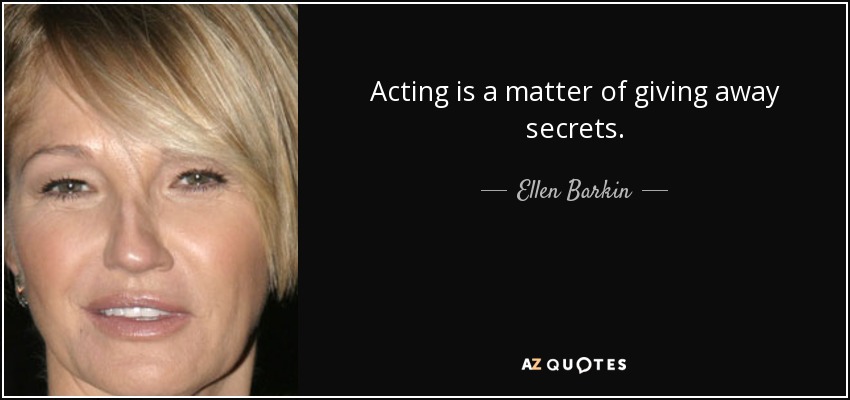 Acting is a matter of giving away
secrets.
Ellen Barkin
AZ QUOTES